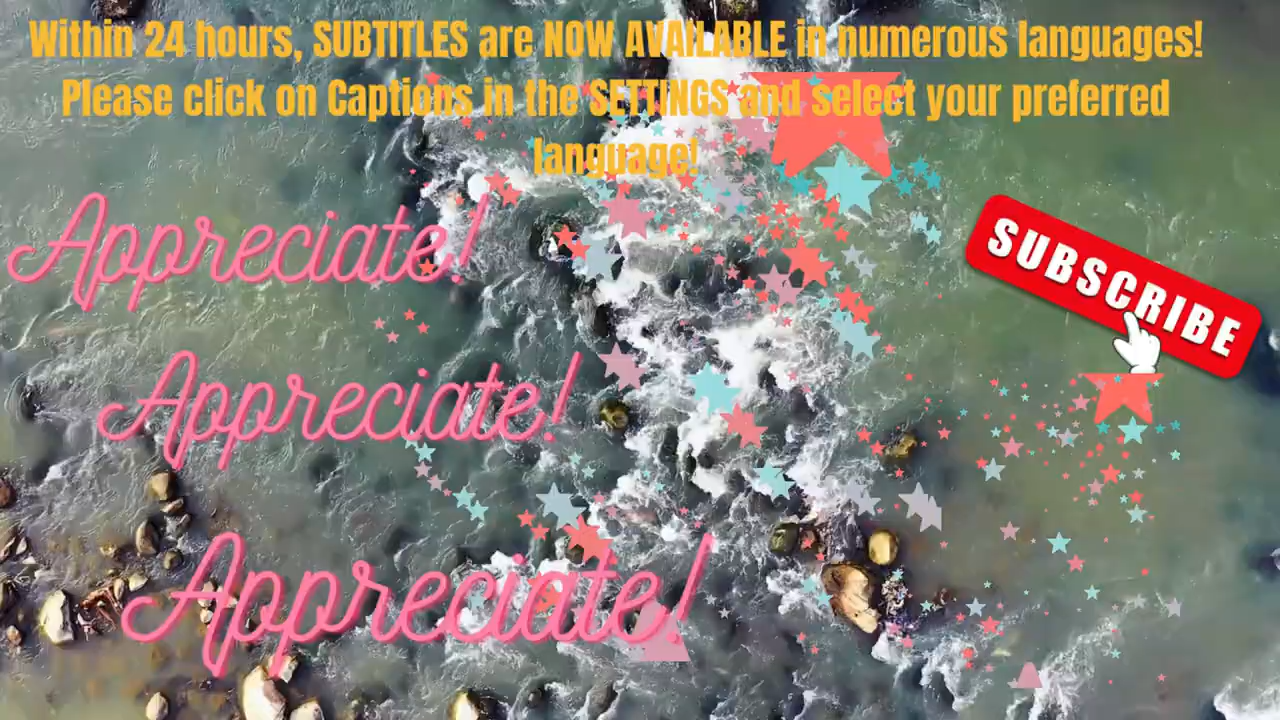 Within 24 hours, SUBTITLES are NOW AVAILABLE in numerous languages!
Please click on Captions in the SETTINGS and select your preferred
language!
Appreciate!
SUBSCRIBE
Appreciate!
Appreciate!